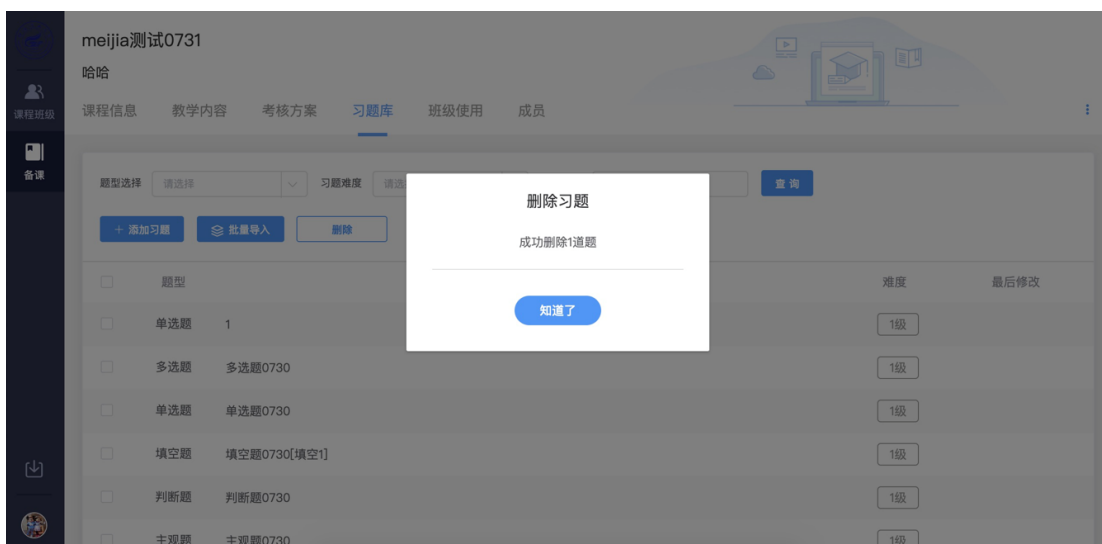 meijia测试0731
哈哈
课程班级
备课
课程信息 教学内容 考核方案 习题库 班级使用 成员
题型选择 请选择 习题难度 请选 查询
+ 添加习题 批量导入 删除
删除习题
成功删除1道题
知道了
题型 难度 最后修改
单选题 1 1级
多选题 多选题0730 1级
单选题 单选题0730 1级
填空题 填空题0730[填空1] 1级
判断题 判断题0730 1级
主观题 主观题0730 1级